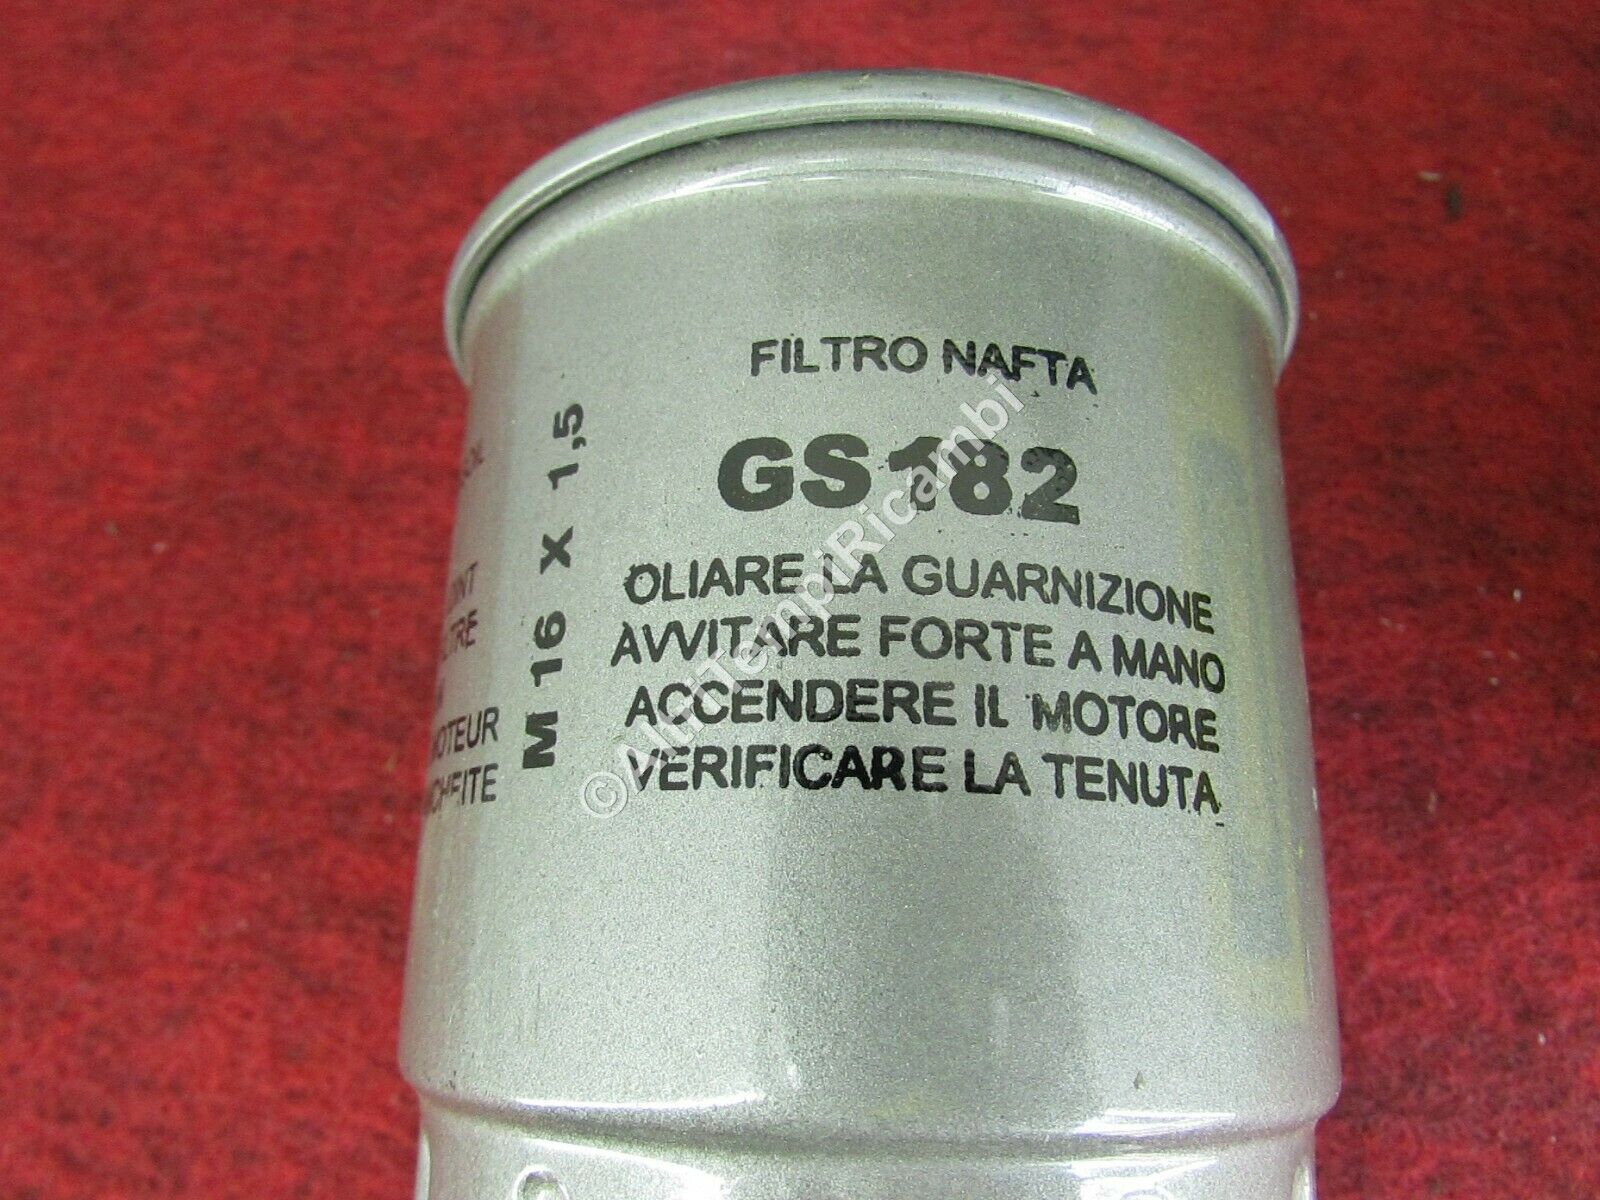 FILTRO NAFTA
GS182
OLIARE LA GUARNIZIONE
AVVITARE FORTE A MANO
ACCENDERE IL MOTORE
VERIFICARE LA TENUTA
M 16 X 1,5
MOTEUR
©AltriTempiRicambi